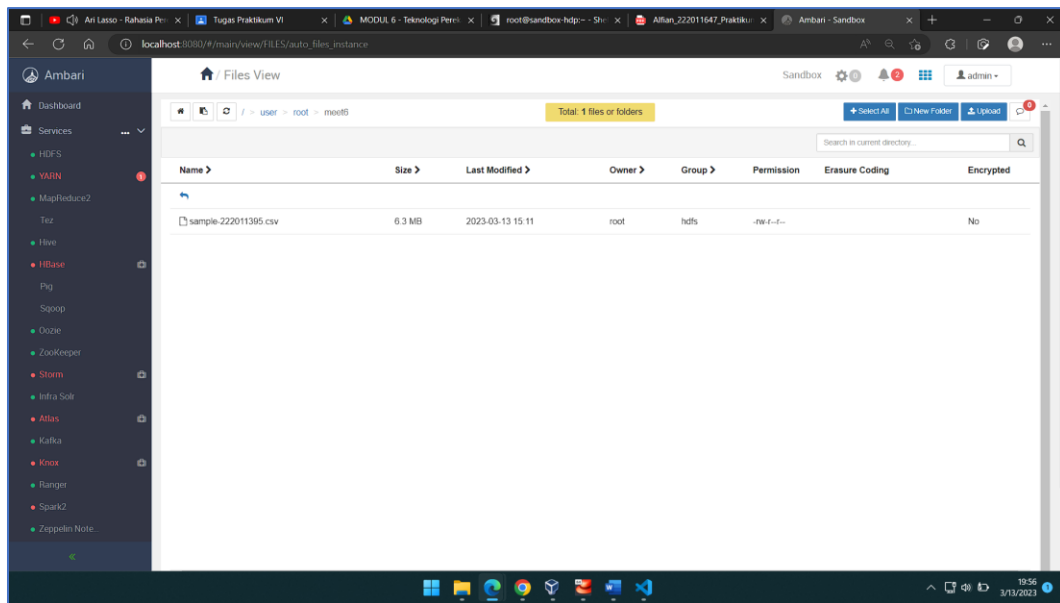 Ari Lasso - Rahasia Per
Tugas Praktikum VI
MODUL 6 - Teknologi Perek
root@sandbox-hdp:~ - She
Alfian_222011647_Praktikur
Ambari - Sandbox
localhost:8080/#/main/view/FILES/auto_files_instance
Ambari
/ Files View
Sandbox 0 2 admin
Dashboard
Services ...
HDFS
YARN 1
MapReduce2
Tez
Hive
HBase
Pig
Sqoop
Oozie
ZooKeeper
Storm
Infra Solr
Atlas
Kafka
Knox
Ranger
Spark2
Zeppelin Note...
«
/ > user > root > meet6
Total: 1 files or folders
+ Select All New Folder Upload 0
Search in current directory...
Name > Size > Last Modified > Owner > Group > Permission Erasure Coding Encrypted
sample-222011395.csv 6.3 MB 2023-03-13 15:11 root hdfs -rw-r--r-- No
19:56
3/13/2023
1